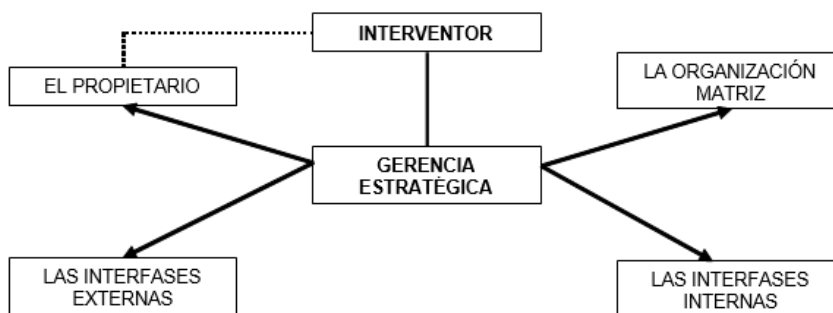 INTERVENTOR
EL PROPIETARIO
LA ORGANIZACIÓN
MATRIZ
GERENCIA
ESTRATÉGICA
LAS INTERFASES
EXTERNAS
LAS INTERFASES
INTERNAS